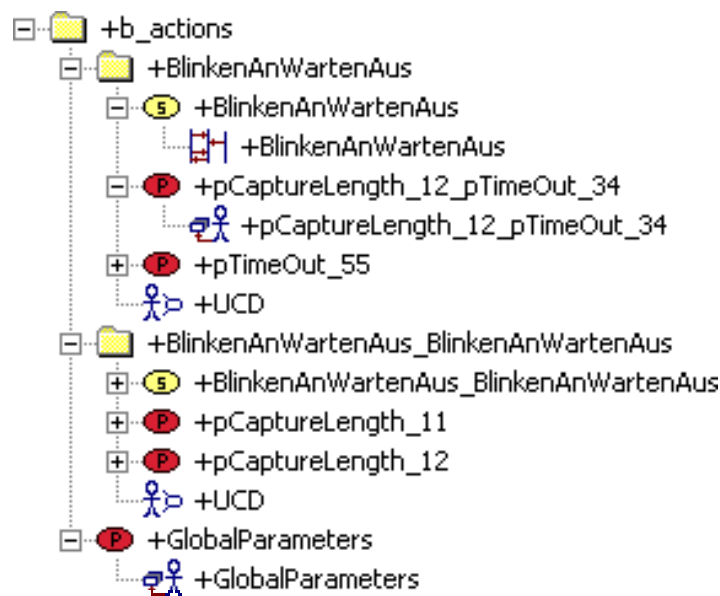 +b_actions
+BlinkenAnWartenAus
S +BlinkenAnWartenAus
+BlinkenAnWartenAus
P +pCaptureLength_12_pTimeOut_34
+pCaptureLength_12_pTimeOut_34
P +pTimeOut_55
+UCD
+BlinkenAnWartenAus_BlinkenAnWartenAus
S +BlinkenAnWartenAus_BlinkenAnWartenAus
P +pCaptureLength_11
P +pCaptureLength_12
+UCD
P +GlobalParameters
+GlobalParameters